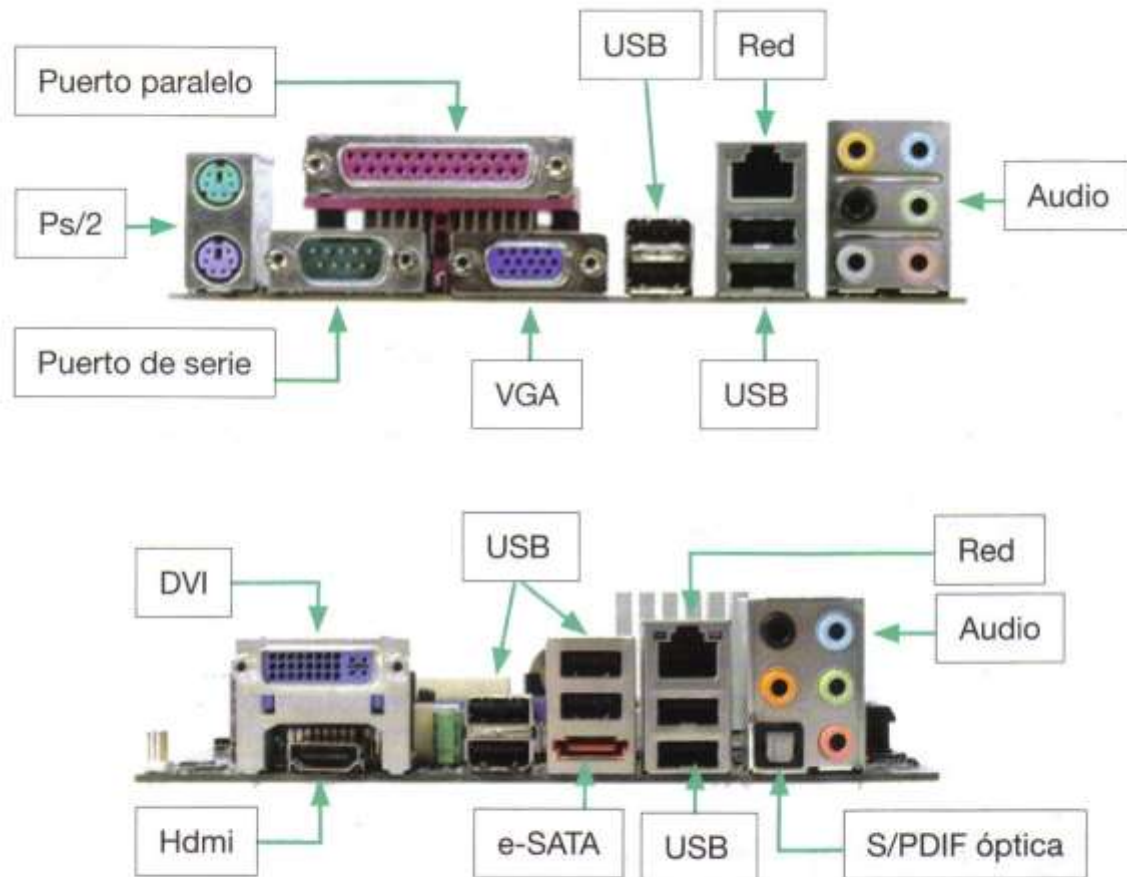 USB
Red
Puerto paralelo
Ps/2
Audio
Puerto de serie
VGA
USB
USB
Red
DVI
Audio
Hdmi
e-SATA
USB
S/PDIF óptica